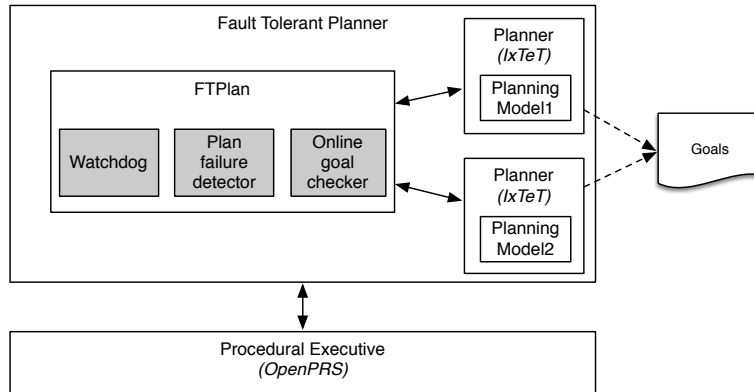 Fault Tolerant Planner
FTPlan
Watchdog
Plan
failure
detector
Online
goal
checker
Planner
(IxTeT)
Planning
Model1
Planner
(IxTeT)
Planning
Model2
Goals
Procedural Executive
(OpenPRS)